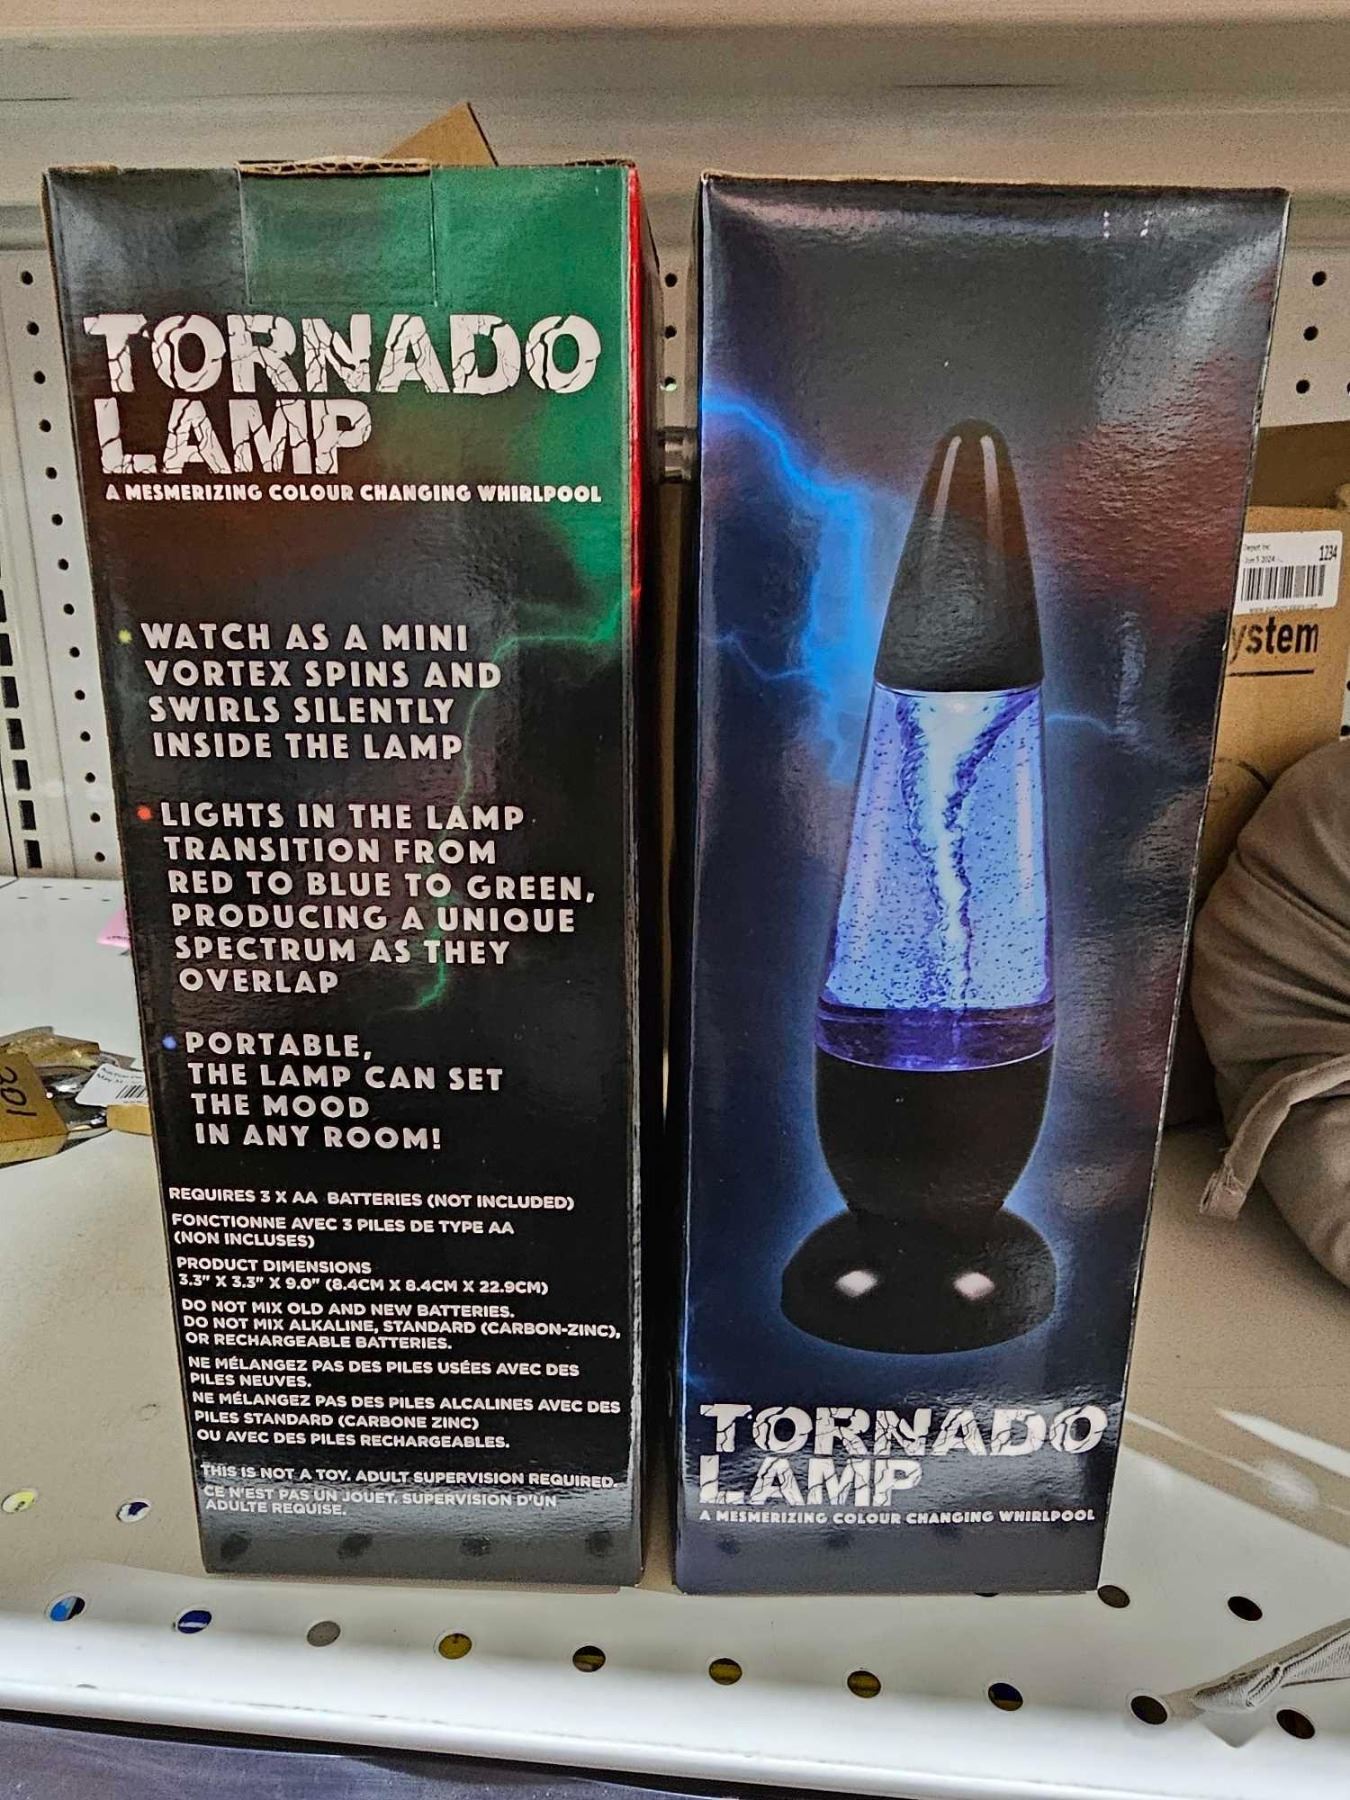 TORNADO
LAMP
A MESMERIZING COLOUR CHANGING WHIRLPOOL
WATCH AS A MINI
VORTEX SPINS AND
SWIRLS SILENTLY
INSIDE THE LAMP
LIGHTS IN THE LAMP
TRANSITION FROM
RED TO BLUE TO GREEN,
PRODUCING A UNIQUE
SPECTRUM AS THEY
OVERLAP
PORTABLE,
THE LAMP CAN SET
THE MOOD
IN ANY ROOM!
REQUIRES 3 X AA BATTERIES (NOT INCLUDED)
FONCTIONNE AVEC 3 PILES DE TYPE AA
(NON INCLUSES)
PRODUCT DIMENSIONS
3.3" X 3.3" X 9.0" (8.4CM X 8.4CM X 22.9CM)
DO NOT MIX OLD AND NEW BATTERIES.
DO NOT MIX ALKALINE, STANDARD (CARBON-ZINC),
OR RECHARGEABLE BATTERIES.
NE MÉLANGEZ PAS DES PILES USÉES AVEC DES
PILES NEUVES.
NE MÉLANGEZ PAS DES PILES ALCALINES AVEC DES
PILES STANDARD (CARBONE ZINC)
OU AVEC DES PILES RECHARGEABLES.
THIS IS NOT A TOY. ADULT SUPERVISION REQUIRED.
CE N'EST PAS UN JOUET. SUPERVISION D'UN
ADULTE REQUISE.
TORNADO
LAMP
A MESMERIZING COLOUR CHANGING WHIRLPOOL
1234
ystem